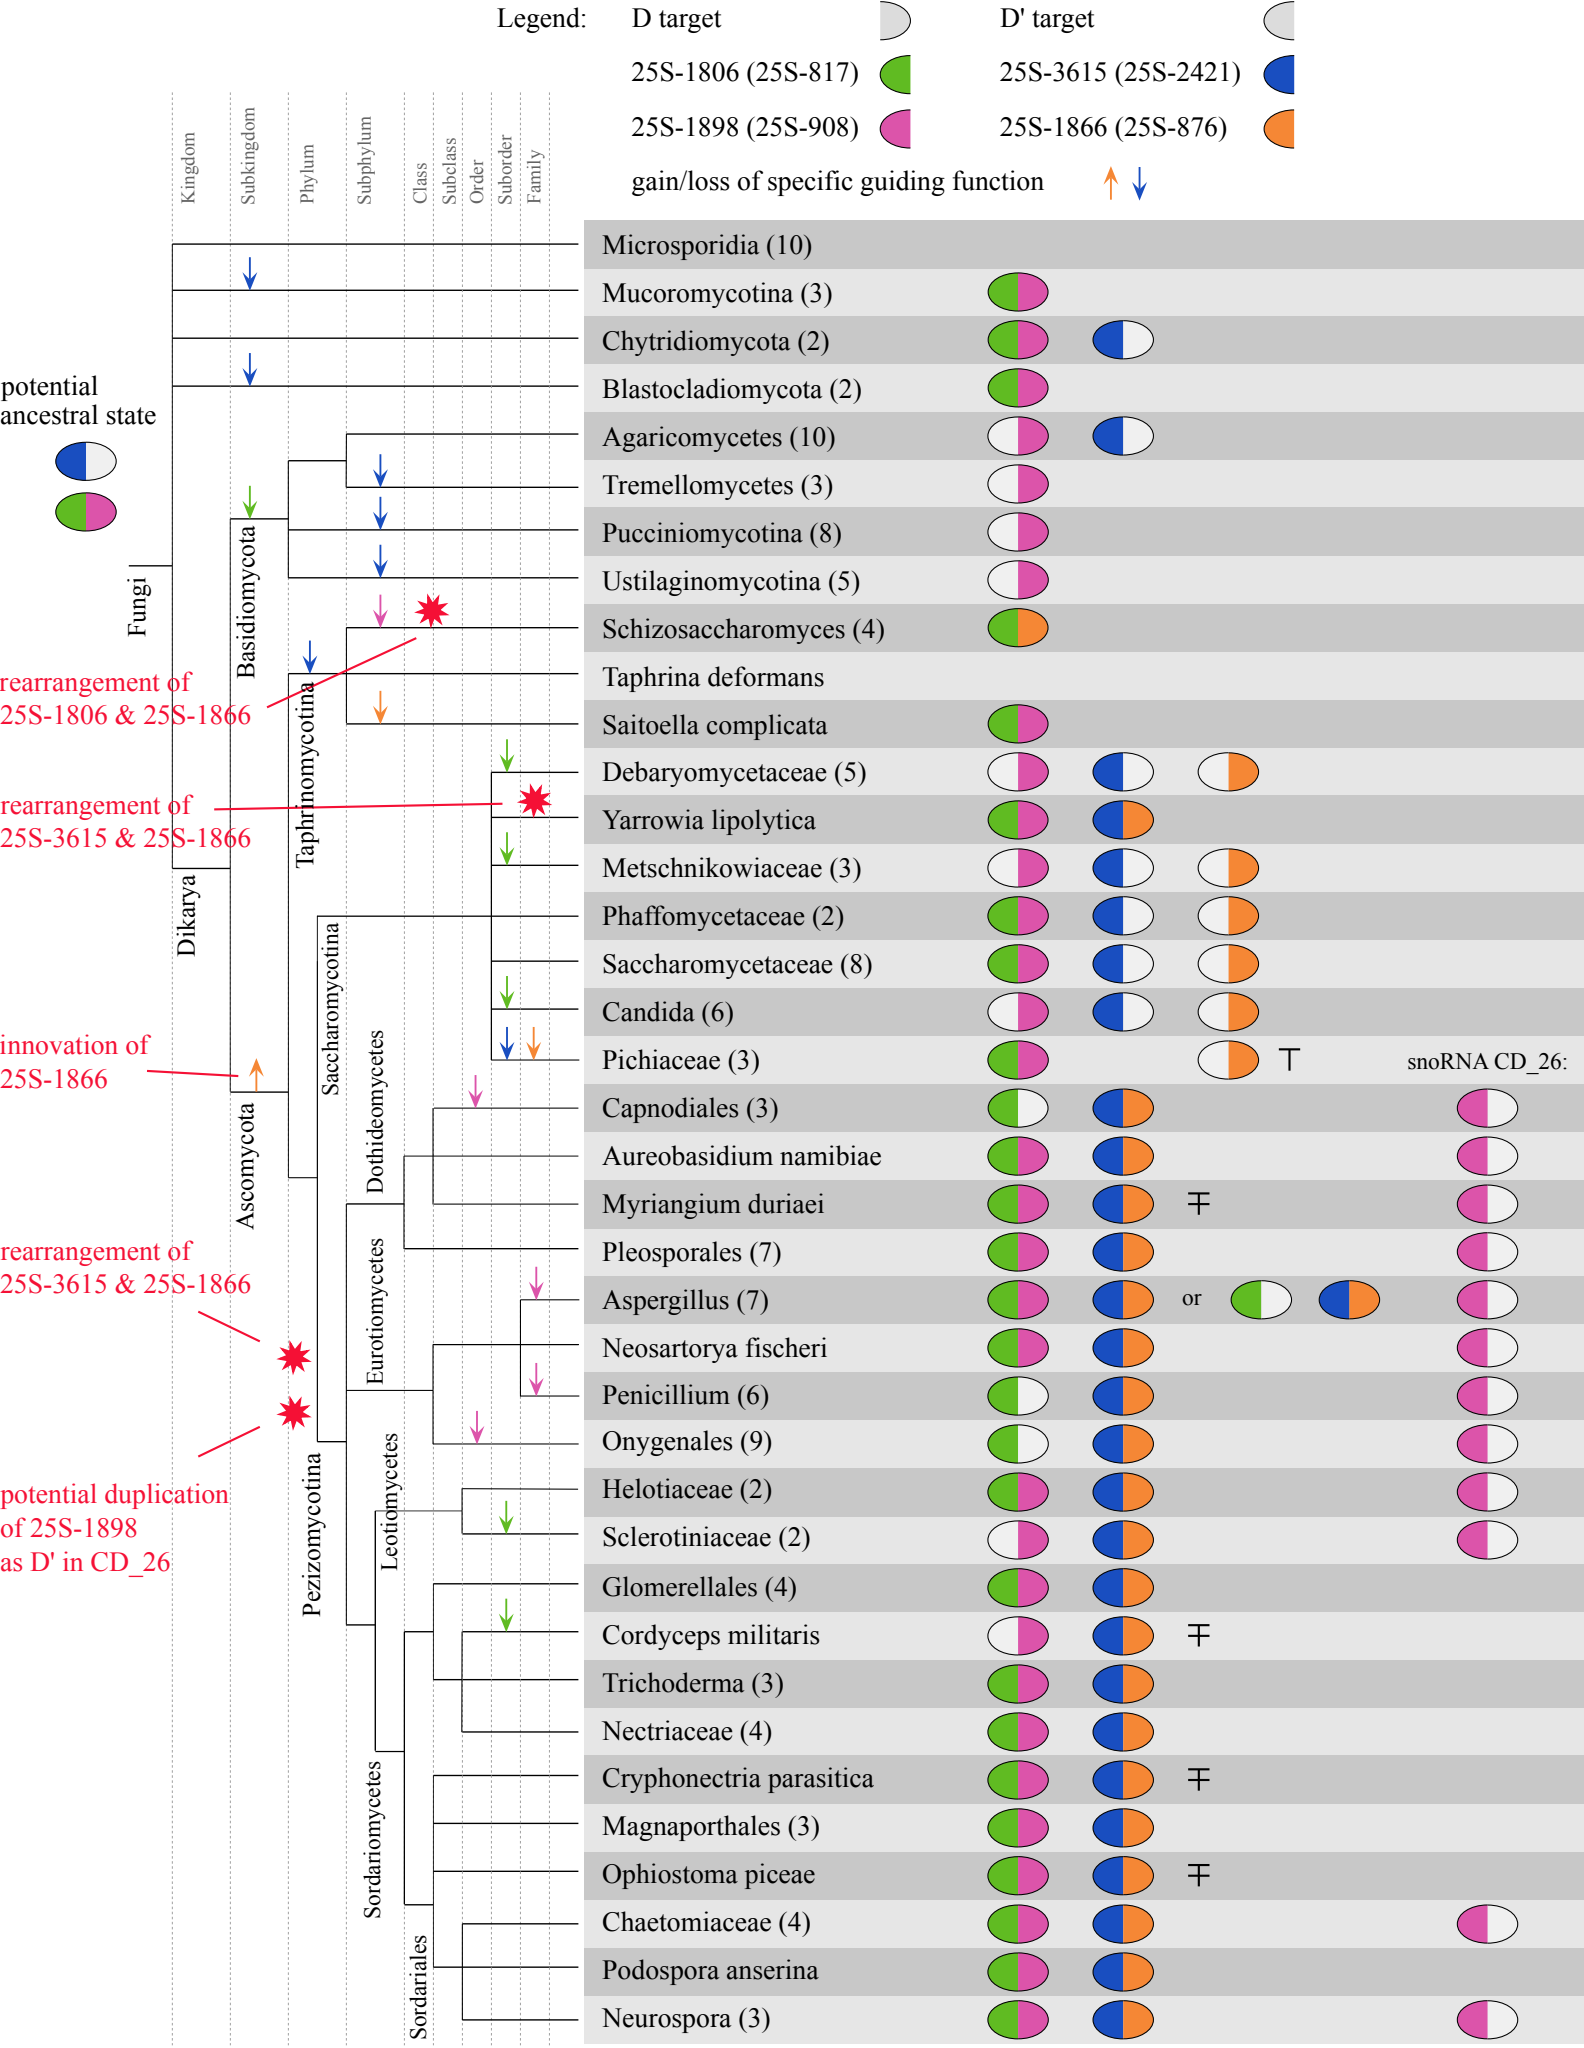 Legend: D target D' target
25S-1806 (25S-817) 25S-3615 (25S-2421)
25S-1898 (25S-908) 25S-1866 (25S-876)
gain/loss of specific guiding function
Kingdom
Subkingdom
Phylum
Subphylum
Class
Subclass
Order
Suborder
Family
Microsporidia (10)
Mucoromycotina (3)
Chytridiomycota (2)
Blastocladiomycota (2)
Agaricomycetes (10)
Tremellomycetes (3)
Pucciniomycotina (8)
Ustilaginomycotina (5)
Schizosaccharomyces (4)
Taphrina deformans
Saitoella complicata
Debaryomycetaceae (5)
Yarrowia lipolytica
Metschnikowiaceae (3)
Phaffomycetaceae (2)
Saccharomycetaceae (8)
Candida (6)
Pichiaceae (3) T snoRNA CD_26:
Capnodiales (3)
Aureobasidium namibiae
Myriangium duriaei ∓
Pleosporales (7)
Aspergillus (7) or
Neosartorya fischeri
Penicillium (6)
Onygenales (9)
Helotiaceae (2)
Sclerotiniaceae (2)
Glomerellales (4)
Cordyceps militaris ∓
Trichoderma (3)
Nectriaceae (4)
Cryphonectria parasitica ∓
Magnaporthales (3)
Ophiostoma piceae ∓
Chaetomiaceae (4)
Podospora anserina
Neurospora (3)
potential
ancestral state
Fungi
Basidiomycota
rearrangement of
25S-1806 & 25S-1866
Taphrinomycotina
rearrangement of
25S-3615 & 25S-1866
Dikarya
Saccharomycotina
innovation of
25S-1866
Ascomycota
Dothideomycetes
rearrangement of
25S-3615 & 25S-1866
Eurotiomycetes
potential duplication
of 25S-1898
as D' in CD_26
Pezizomycotina
Leotiomycetes
Sordariomycetes
Sordariales